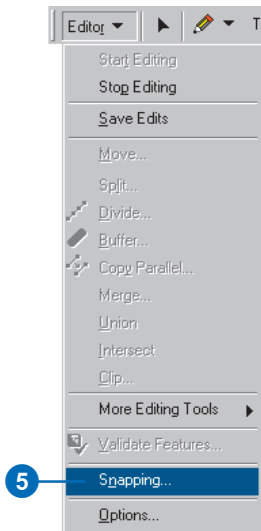 Editor T
Start Editing
Stop Editing
Save Edits
Move...
Split...
Divide...
Buffer...
Copy Parallel...
Merge...
Union
Intersect
Clip...
More Editing Tools
Validate Features...
5 Snapping...
Options...